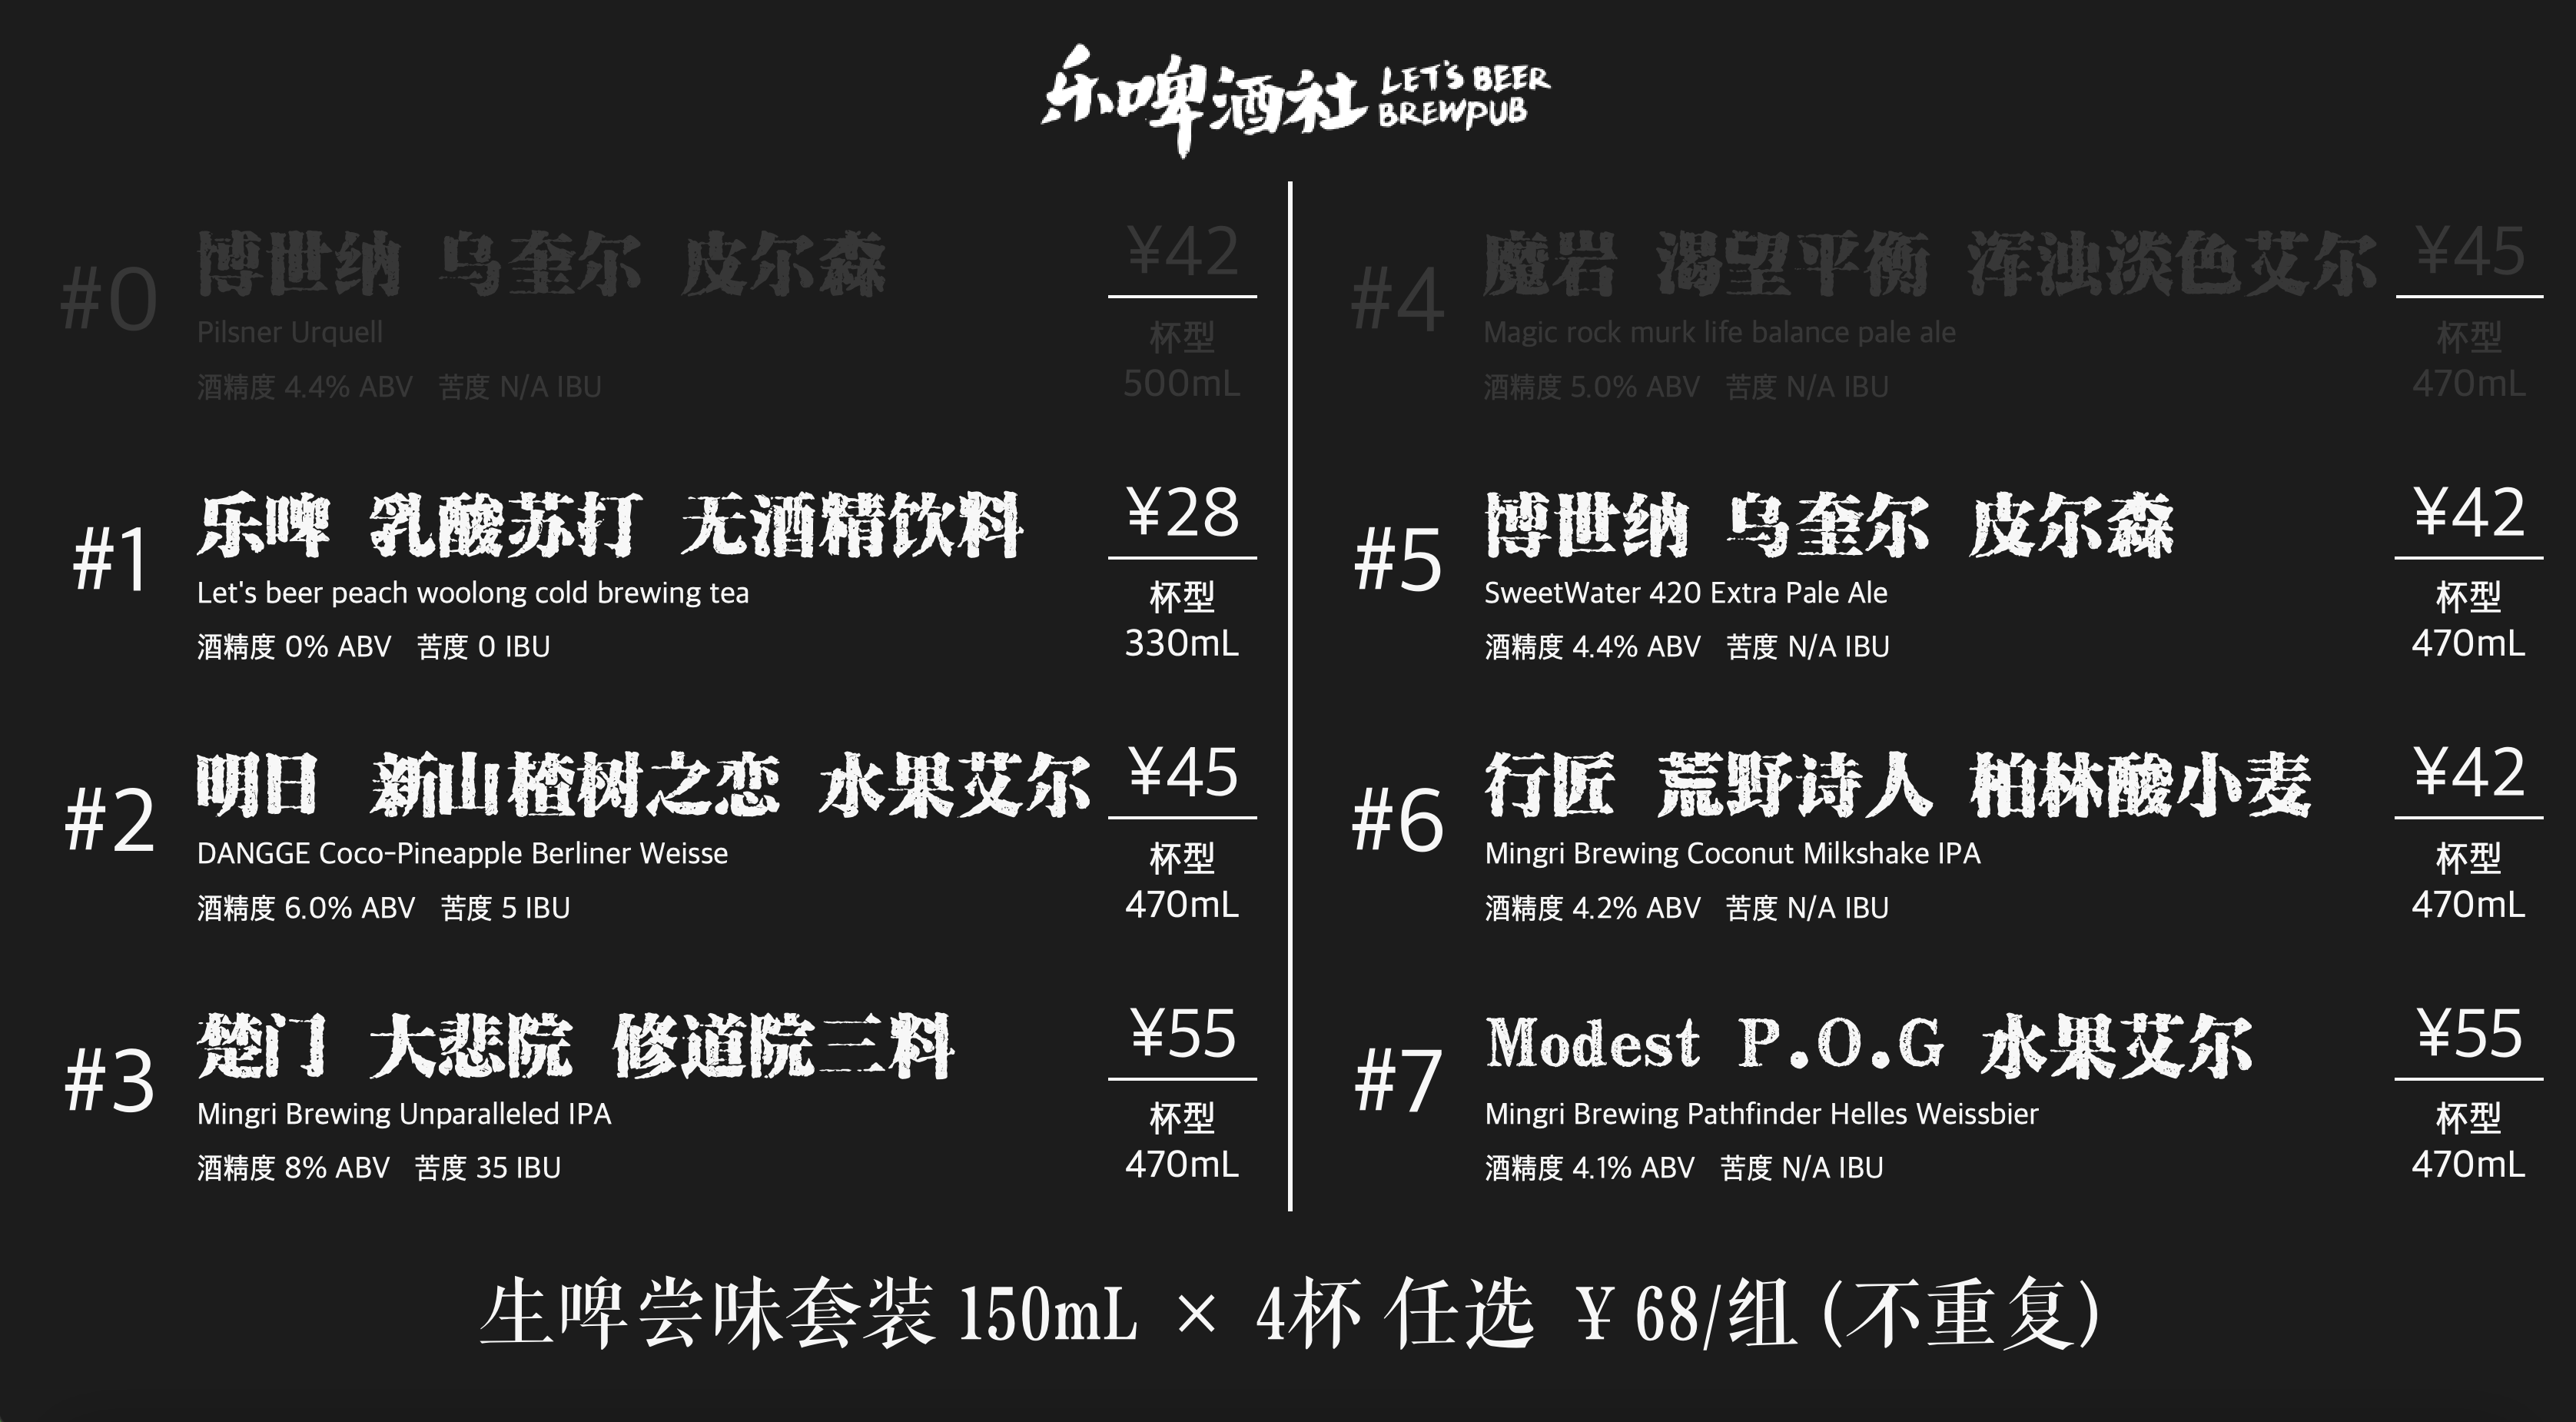 乐啤酒社 LET'S BEER BREWPUB
#0
博世纳 乌奎尔 皮尔森
Pilsner Urquell
酒精度 4.4% ABV 苦度 N/A IBU
¥42
杯型
500mL
#1
乐啤 乳酸苏打 无酒精饮料
Let's beer peach woolong cold brewing tea
酒精度 0% ABV 苦度 0 IBU
¥28
杯型
330mL
#2
明日 新山楂树之恋 水果艾尔
DANGGE Coco-Pineapple Berliner Weisse
酒精度 6.0% ABV 苦度 5 IBU
¥45
杯型
470mL
#3
楚门 大悲院 修道院三料
Mingri Brewing Unparalleled IPA
酒精度 8% ABV 苦度 35 IBU
¥55
杯型
470mL
#4
魔岩 渴望平衡 浑浊淡色艾尔
Magic rock murk life balance pale ale
酒精度 5.0% ABV 苦度 N/A IBU
¥45
杯型
470mL
#5
博世纳 乌奎尔 皮尔森
SweetWater 420 Extra Pale Ale
酒精度 4.4% ABV 苦度 N/A IBU
¥42
杯型
470mL
#6
行匠 荒野诗人 柏林酸小麦
Mingri Brewing Coconut Milkshake IPA
酒精度 4.2% ABV 苦度 N/A IBU
¥42
杯型
470mL
#7
Modest P.O.G 水果艾尔
Mingri Brewing Pathfinder Helles Weissbier
酒精度 4.1% ABV 苦度 N/A IBU
¥55
杯型
470mL
生啤尝味套装 150mL × 4杯 任选 ¥68/组 (不重复)